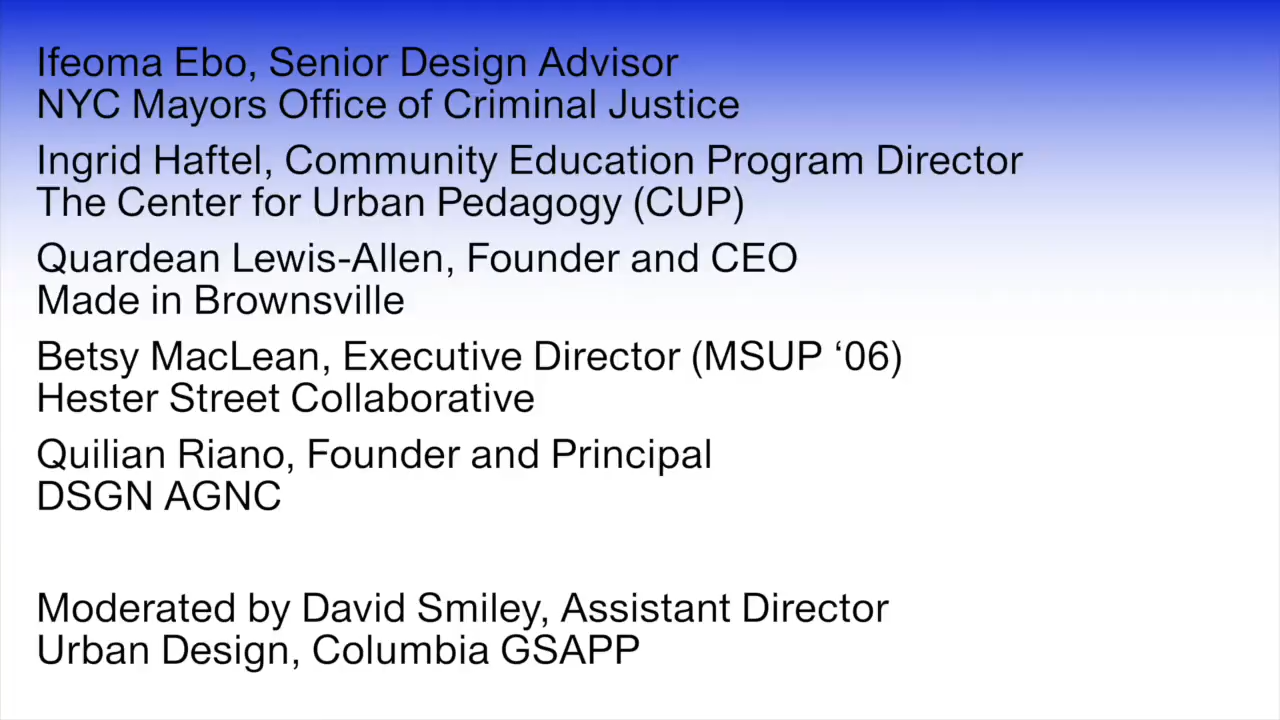 Ifeoma Ebo, Senior Design Advisor
NYC Mayors Office of Criminal Justice
Ingrid Haftel, Community Education Program Director
The Center for Urban Pedagogy (CUP)
Quardean Lewis-Allen, Founder and CEO
Made in Brownsville
Betsy MacLean, Executive Director (MSUP ‘06)
Hester Street Collaborative
Quilian Riano, Founder and Principal
DSGN AGNC
Moderated by David Smiley, Assistant Director
Urban Design, Columbia GSAPP